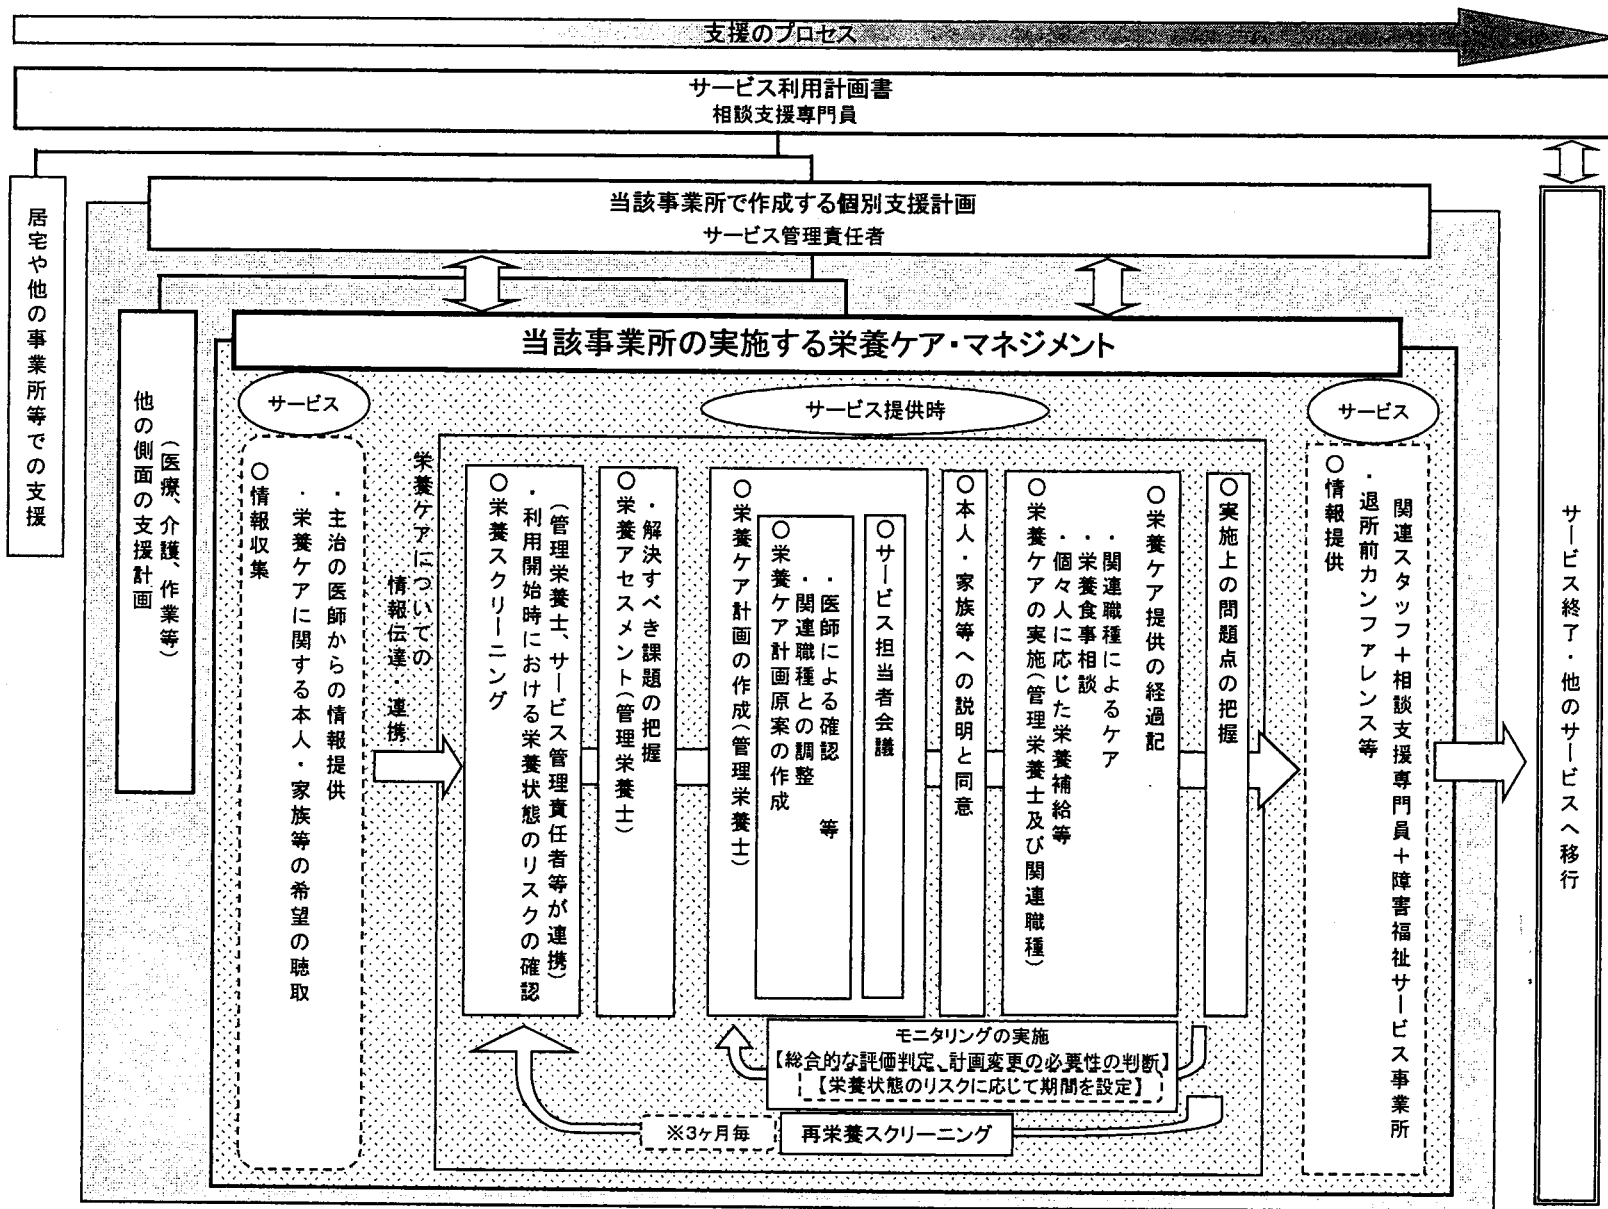 支援のプロセス
サービス利用計画書
相談支援専門員
居宅や他の事業所等での支援
当該事業所で作成する個別支援計画
サービス管理責任者
他の側面の支援計画
(医療、介護、作業等)
当該事業所の実施する栄養ケア・マネジメント
サービス
○情報収集
・栄養ケアに関する本人・家族等の希望の聴取
・主治の医師からの情報提供
栄養ケアについての
情報伝達・連携
サービス提供時
○栄養スクリーニング
・利用開始時における栄養状態のリスクの確認
(管理栄養士、サービス管理責任者等が連携)
○栄養アセスメント(管理栄養士)
・解決すべき課題の把握
○栄養ケア計画の作成(管理栄養士)
○栄養ケア計画原案の作成
・関連職種との調整
・医師による確認 等
○サービス担当者会議
○本人・家族等への説明と同意
○栄養ケアの実施(管理栄養士及び関連職種)
・個々人に応じた栄養補給等
・栄養食事相談
・関連職種によるケア
○栄養ケア提供の経過記
○実施上の問題点の把握
モニタリングの実施
【総合的な評価判定、計画変更の必要性の判断】
【栄養状態のリスクに応じて期間を設定】
※3ヶ月毎
再栄養スクリーニング
サービス
○情報提供
・退所前カンファレンス等
関連スタッフ+相談支援専門員+障害福祉サービス事業所
サービス終了・他のサービスへ移行